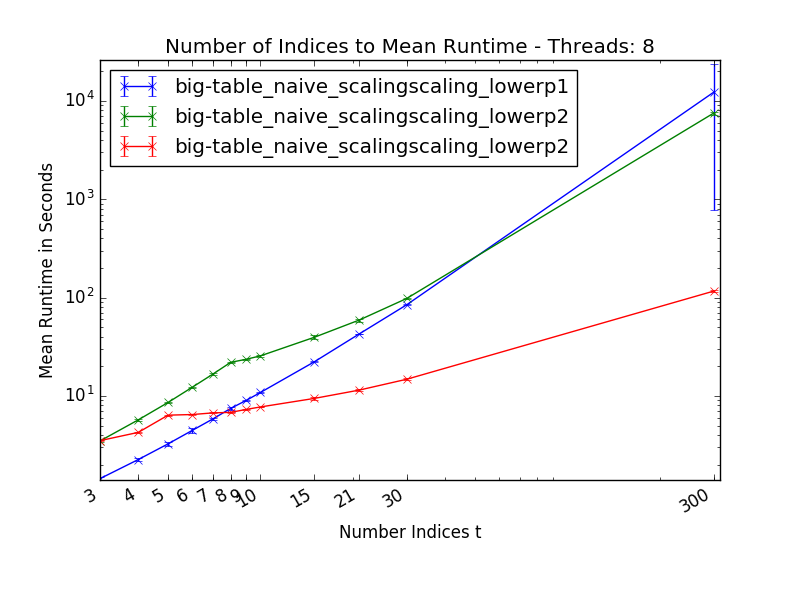 Number of Indices to Mean Runtime - Threads: 8
big-table_naive_scalingscaling_lowerp1
big-table_naive_scalingscaling_lowerp2
big-table_naive_scalingscaling_lowerp2
Mean Runtime in Seconds
10^4
10^3
10^2
10^1
3 4 5 6 7 8 9 10 15 21 30 300
Number Indices t